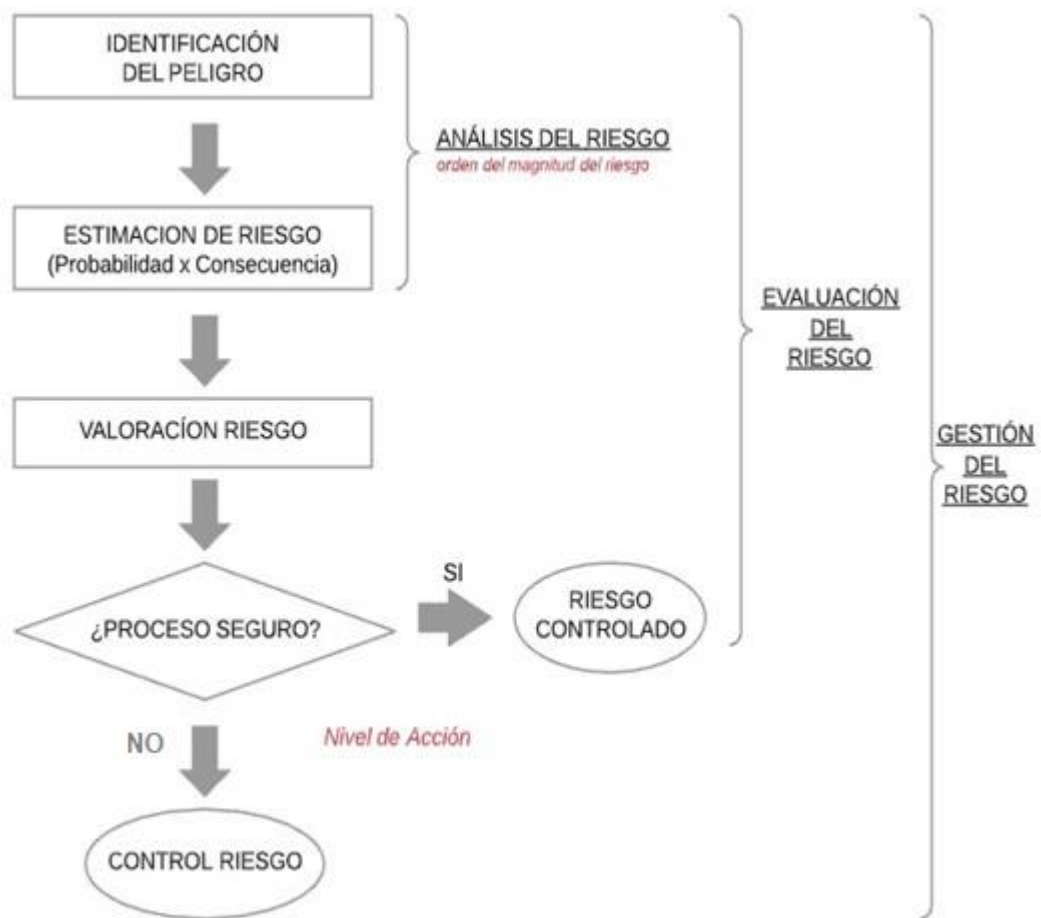 IDENTIFICACIÓN
DEL PELIGRO
ANÁLISIS DEL RIESGO
orden del magnitud del riesgo
ESTIMACION DE RIESGO
(Probabilidad x Consecuencia)
EVALUACIÓN
DEL
RIESGO
VALORACÍON RIESGO
GESTIÓN
DEL
RIESGO
¿PROCESO SEGURO?
SI
RIESGO
CONTROLADO
NO
Nivel de Acción
CONTROL RIESGO